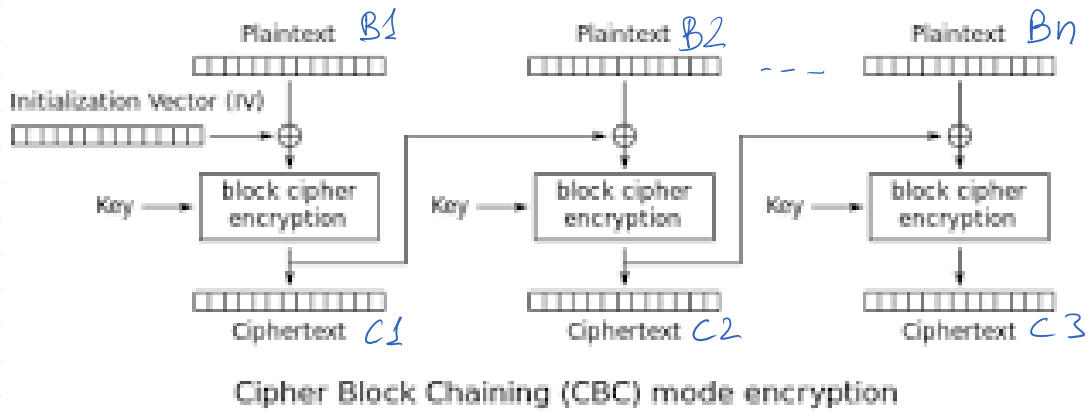 Plaintext B1 Plaintext B2 --- Plaintext Bn
Initialization Vector (IV)
Key block cipher encryption Key block cipher encryption Key block cipher encryption
Ciphertext C1 Ciphertext C2 Ciphertext C3
Cipher Block Chaining (CBC) mode encryption